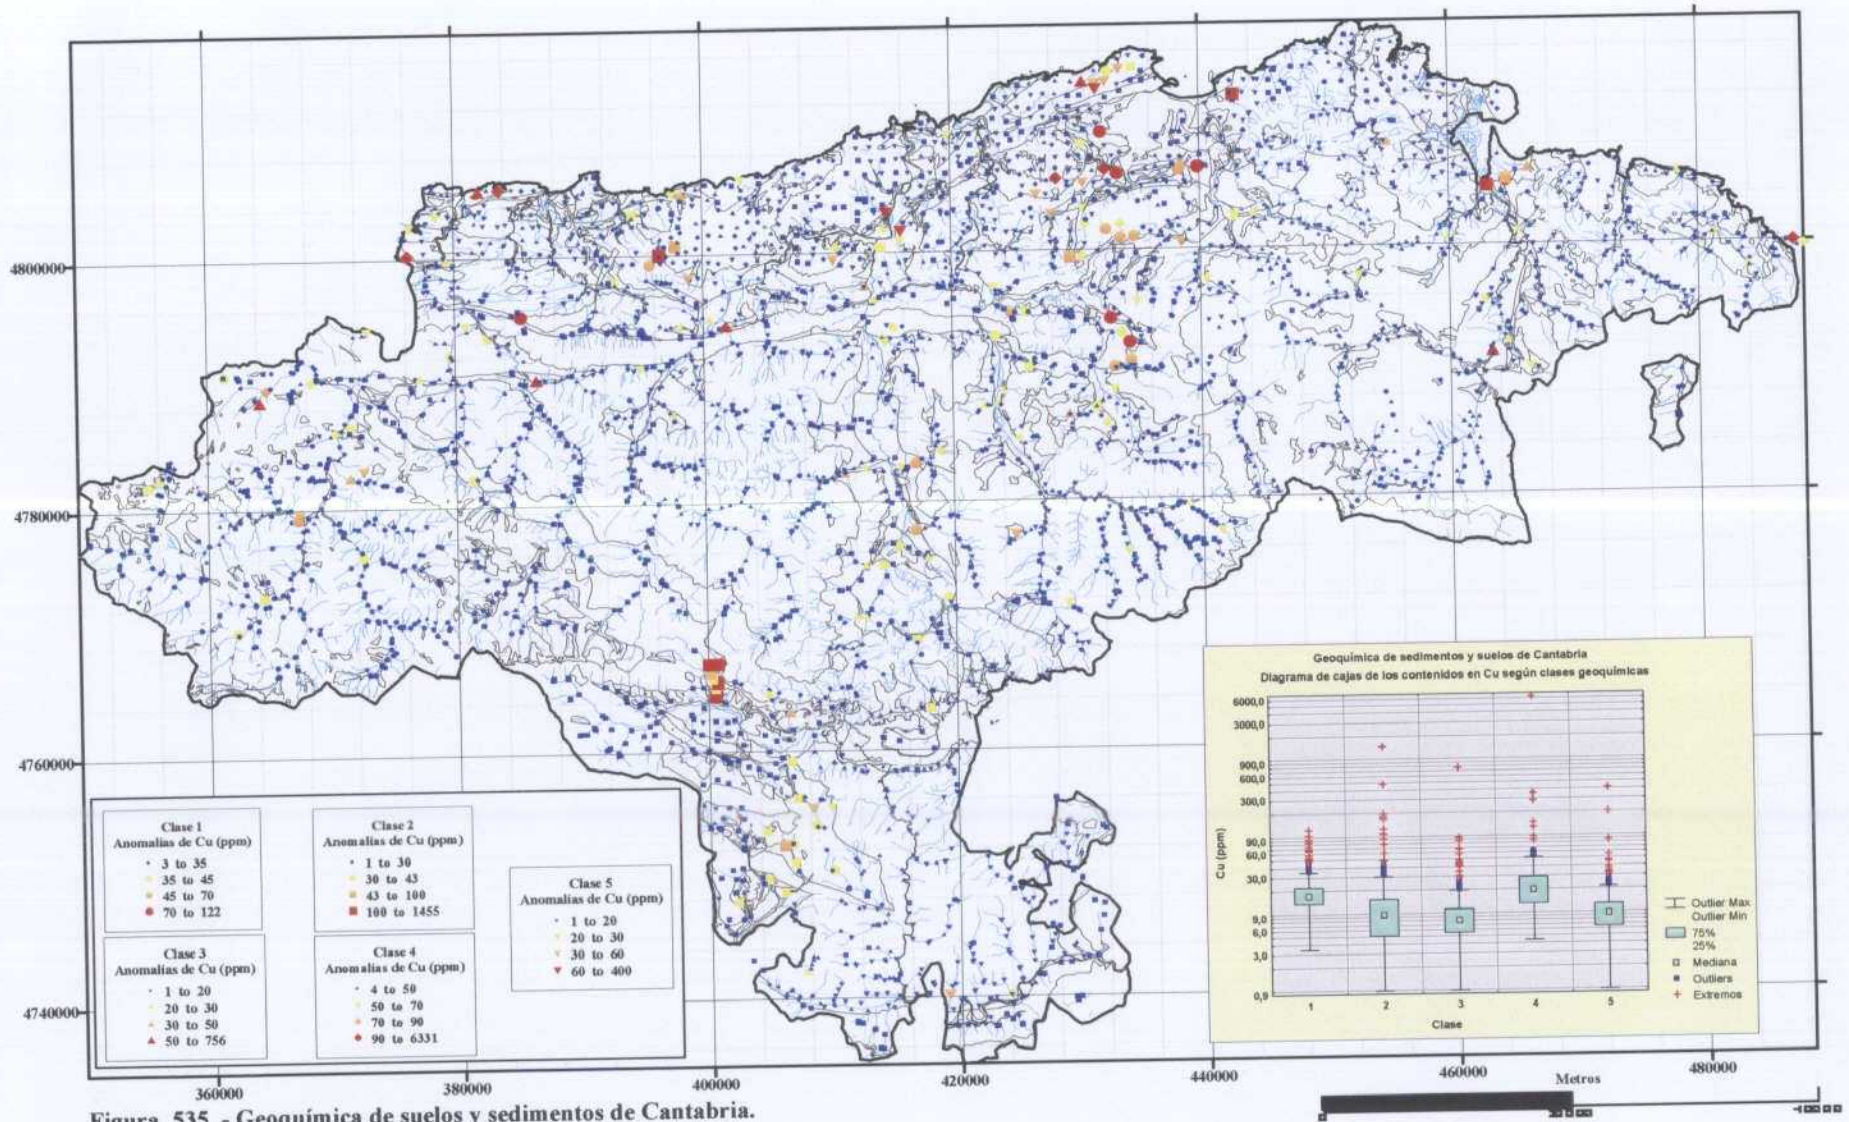 4800000
4780000
4760000
4740000
360000
380000
400000
420000
440000
460000
480000
Metros
Clase 1
Anomalías de Cu (ppm)
3 to 35
35 to 45
45 to 70
70 to 122
Clase 2
Anomalías de Cu (ppm)
1 to 30
30 to 43
43 to 100
100 to 1455
Clase 3
Anomalías de Cu (ppm)
1 to 20
20 to 30
30 to 50
50 to 756
Clase 4
Anomalías de Cu (ppm)
4 to 50
50 to 70
70 to 90
90 to 6331
Clase 5
Anomalías de Cu (ppm)
1 to 20
20 to 30
30 to 60
60 to 400
Geoquímica de sedimentos y suelos de Cantabria
Diagrama de cajas de los contenidos en Cu según clases geoquímicas
Cu (ppm)
6000,0
3000,0
900,0
600,0
300,0
90,0
60,0
30,0
9,0
6,0
3,0
0,9
1 2 3 4 5
Clase
Outlier Max
Outlier Min
75%
25%
Mediana
Outliers
Extremos
Figura 535 .- Geoquímica de suelos y sedimentos de Cantabria.